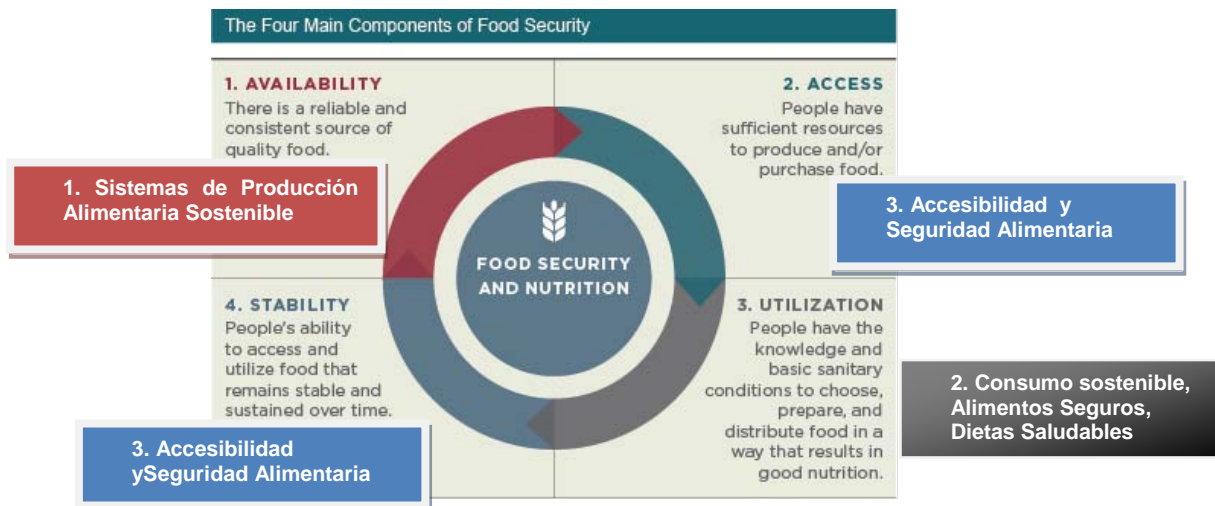 The Four Main Components of Food Security
1. AVAILABILITY
There is a reliable and
consistent source of
quality food.
1. Sistemas de Producción
Alimentaria Sostenible
2. ACCESS
People have
sufficient resources
to produce and/or
purchase food.
3. Accesibilidad y
Seguridad Alimentaria
FOOD SECURITY
AND NUTRITION
4. STABILITY
People's ability
to access and
utilize food that
remains stable and
sustained over time.
3. Accesibilidad
ySeguridad Alimentaria
3. UTILIZATION
People have the
knowledge and
basic sanitary
conditions to choose,
prepare, and
distribute food in a
way that results in
good nutrition.
2. Consumo sostenible,
Alimentos Seguros,
Dietas Saludables